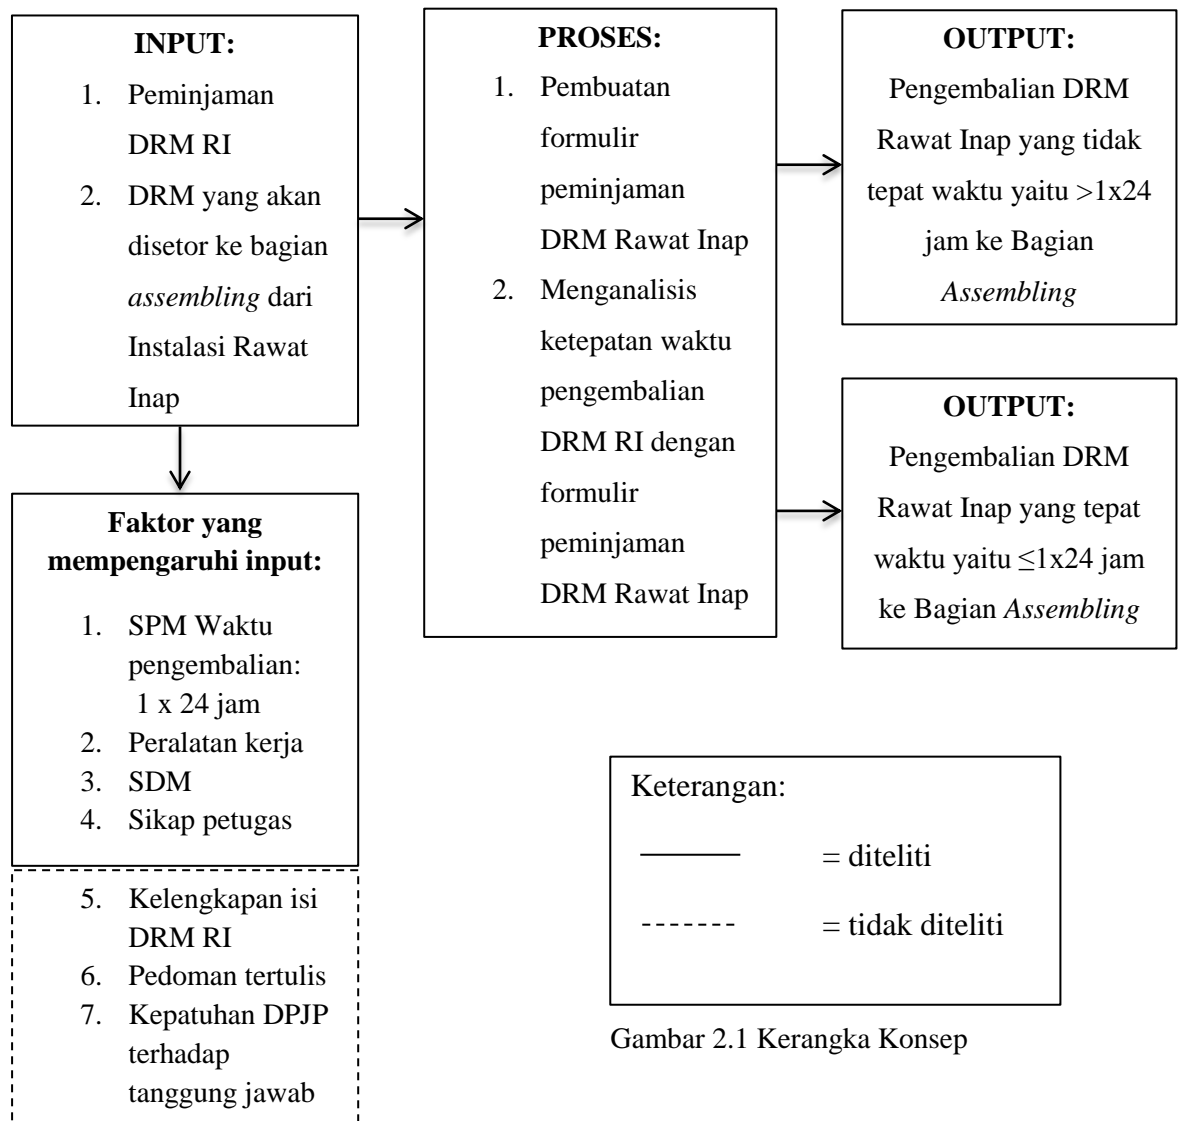 INPUT:
1. Peminjaman
DRM RI
2. DRM yang akan
disetor ke bagian
assembling dari
Instalasi Rawat
Inap
Faktor yang
mempengaruhi input:
1. SPM Waktu
pengembalian:
1 x 24 jam
2. Peralatan kerja
3. SDM
4. Sikap petugas
5. Kelengkapan isi
DRM RI
6. Pedoman tertulis
7. Kepatuhan DPJP
terhadap
tanggung jawab
PROSES:
1. Pembuatan
formulir
peminjaman
DRM Rawat Inap
2. Menganalisis
ketepatan waktu
pengembalian
DRM RI dengan
formulir
peminjaman
DRM Rawat Inap
OUTPUT:
Pengembalian DRM
Rawat Inap yang tidak
tepat waktu yaitu >1x24
jam ke Bagian
Assembling
OUTPUT:
Pengembalian DRM
Rawat Inap yang tepat
waktu yaitu ≤1x24 jam
ke Bagian Assembling
Keterangan:
= diteliti
= tidak diteliti
Gambar 2.1 Kerangka Konsep